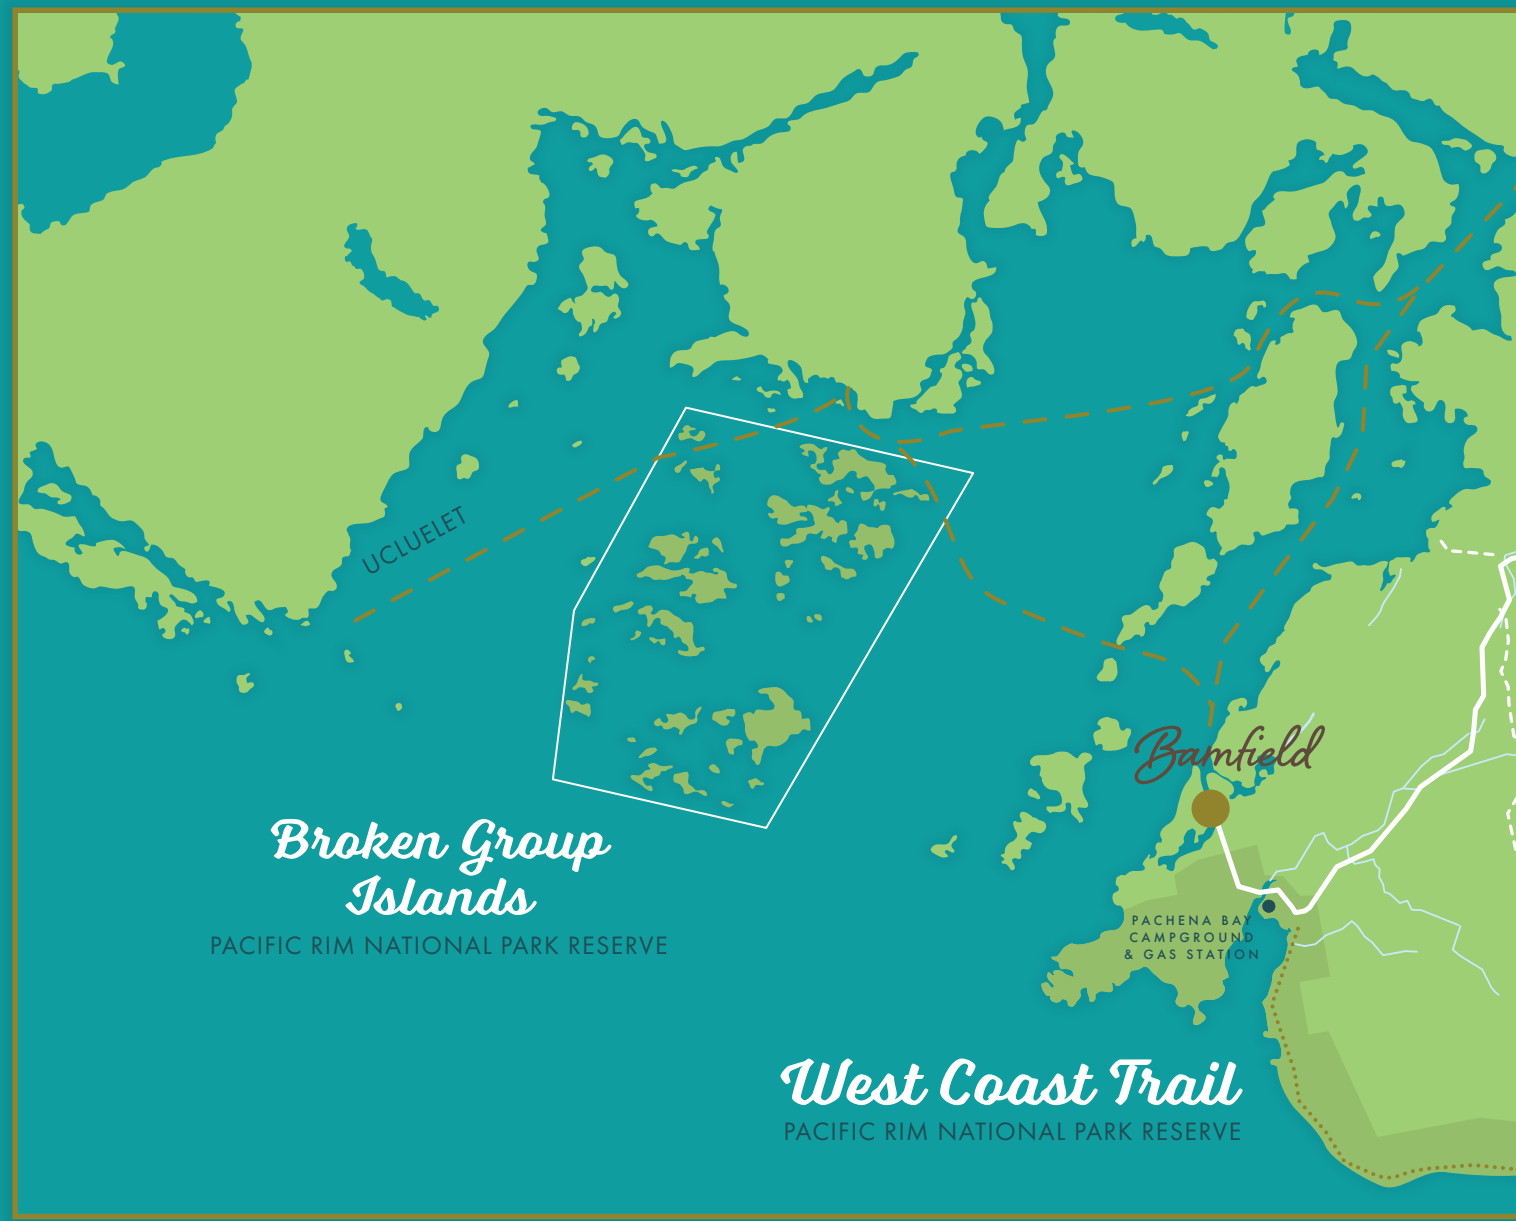 UCLUELET
Bamfield
Broken Group
Islands
PACIFIC RIM NATIONAL PARK RESERVE
PACHENA BAY
CAMPGROUND
& GAS STATION
West Coast Trail
PACIFIC RIM NATIONAL PARK RESERVE